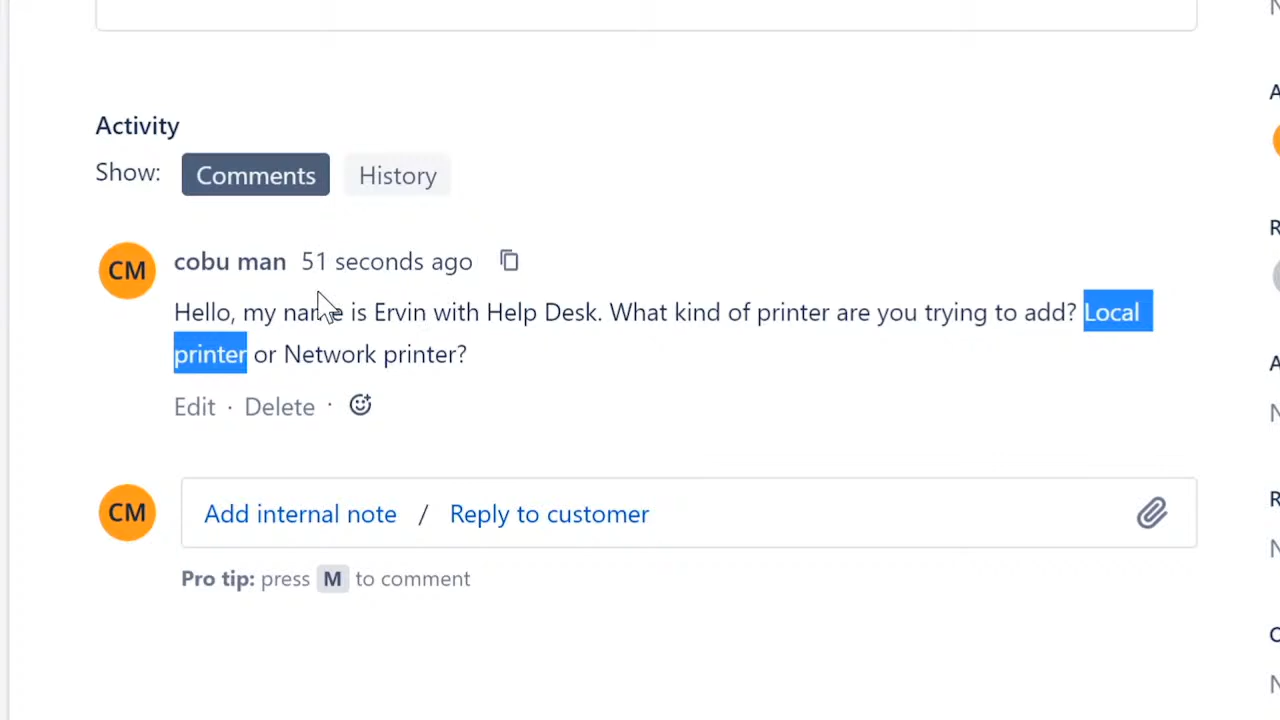 Activity
Show: Comments History
CM cobu man 51 seconds ago
Hello, my name is Ervin with Help Desk. What kind of printer are you trying to add? Local
printer or Network printer?
Edit · Delete ·
CM Add internal note / Reply to customer
Pro tip: press M to comment